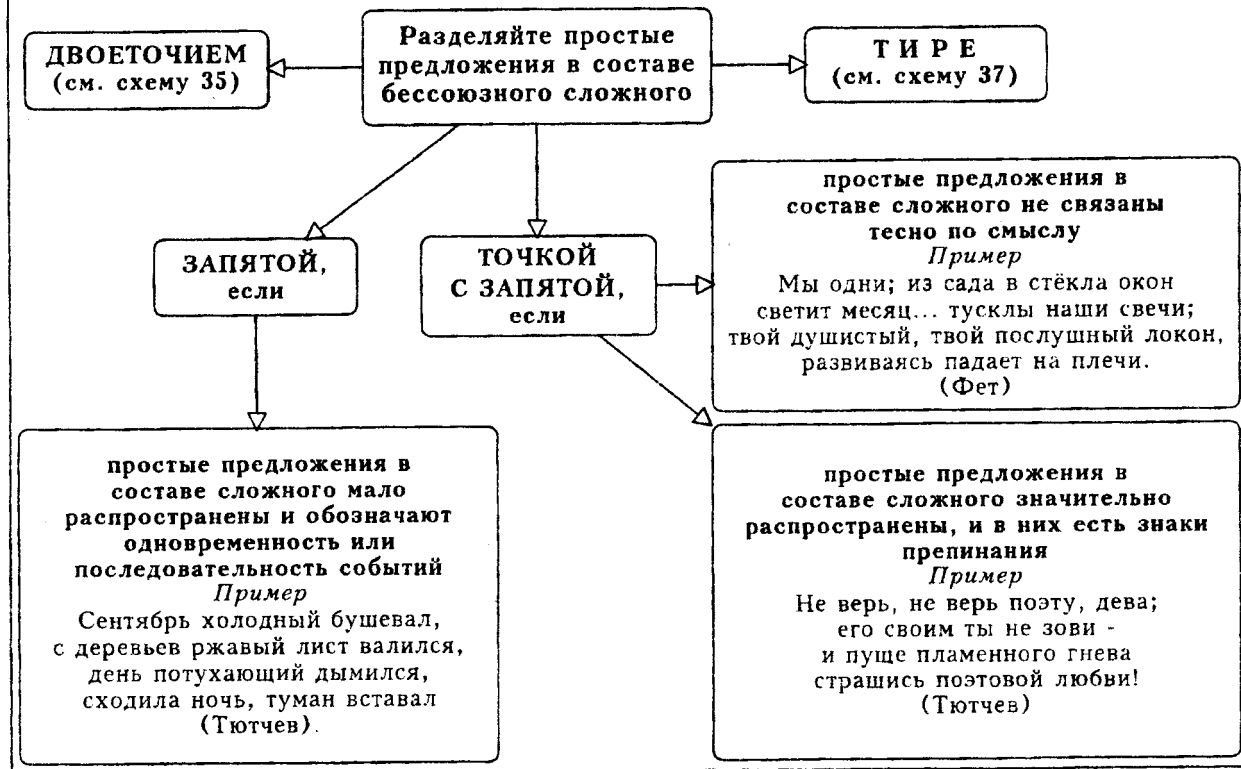 ДВОЕТОЧИЕМ
(см. схему 35)
Разделяйте простые
предложения в составе
бессоюзного сложного
Т И Р Е
(см. схему 37)
ЗАПЯТОЙ,
если
ТОЧКОЙ
С ЗАПЯТОЙ,
если
простые предложения в
составе сложного не связаны
тесно по смыслу
Пример
Мы одни; из сада в стёкла окон
светит месяц... тусклы наши свечи;
твой душистый, твой послушный локон,
развиваясь падает на плечи.
(Фет)
простые предложения в
составе сложного мало
распространены и обозначают
одновременность или
последовательность событий
Пример
Сентябрь холодный бушевал,
с деревьев ржавый лист валился,
день потухающий дымился,
сходила ночь, туман вставал
(Тютчев).
простые предложения в
составе сложного значительно
распространены, и в них есть знаки
препинания
Пример
Не верь, не верь поэту, дева;
его своим ты не зови -
и пуще пламенного гнева
страшись поэтовой любви!
(Тютчев)